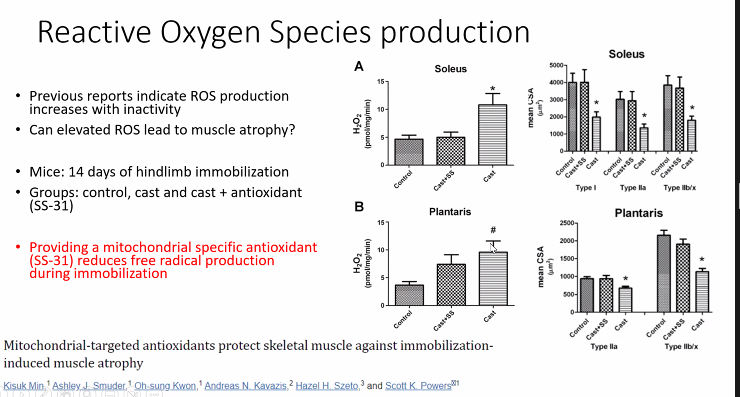 Reactive Oxygen Species production
• Previous reports indicate ROS production
increases with inactivity
• Can elevated ROS lead to muscle atrophy?
• Mice: 14 days of hindlimb immobilization
• Groups: control, cast and cast + antioxidant
(SS-31)
• Providing a mitochondrial specific antioxidant
(SS-31) reduces free radical production
during immobilization
A
Soleus
H2O2
(pmol/mg/min)
15
10
5
0
*
Control
Cast+SS
Cast
Soleus
mean CSA
(μm²)
5000
4000
3000
2000
1000
0
* * *
Control Cast+SS Cast Control Cast+SS Cast Control Cast+SS Cast
Type I Type IIa Type IIb/x
B
Plantaris
H2O2
(pmol/mg/min)
15
10
5
0
#
Control
Cast+SS
Cast
Plantaris
mean CSA
(μm²)
2500
2000
1500
1000
500
0
* *
Control Cast+SS Cast Control Cast+SS Cast
Type IIa Type IIb/x
Mitochondrial-targeted antioxidants protect skeletal muscle against immobilization-
induced muscle atrophy
Kisuk Min,1 Ashley J. Smuder,1 Oh-sung Kwon,1 Andreas N. Kavazis,2 Hazel H. Szeto,3 and Scott K. Powers1